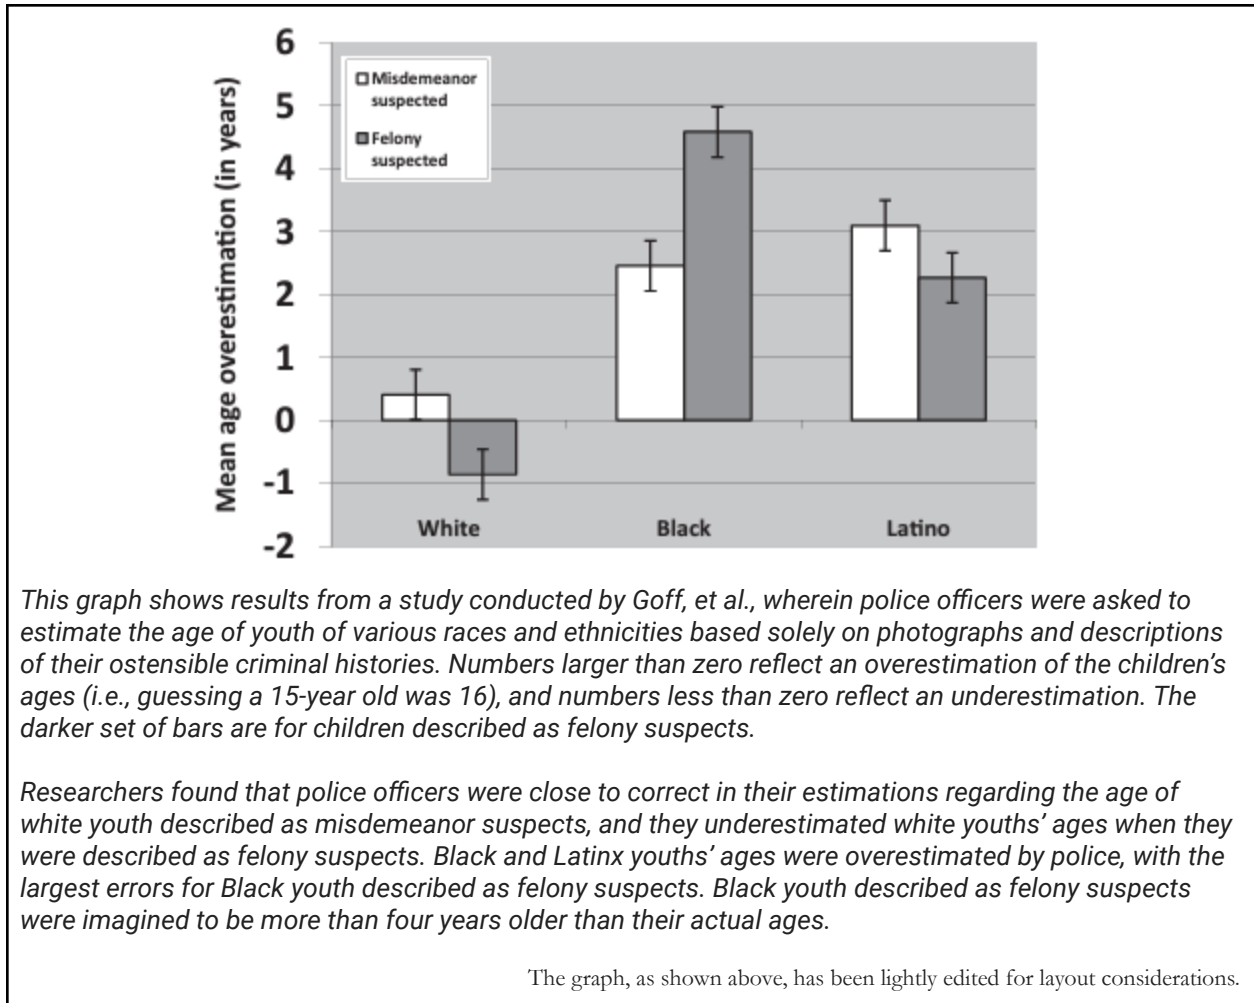 6
5
4
3
2
1
0
-1
-2
Mean age overestimation (in years)
Misdemeanor
suspected
Felony
suspected
White
Black
Latino
This graph shows results from a study conducted by Goff, et al., wherein police officers were asked to
estimate the age of youth of various races and ethnicities based solely on photographs and descriptions
of their ostensible criminal histories. Numbers larger than zero reflect an overestimation of the children's
ages (i.e., guessing a 15-year old was 16), and numbers less than zero reflect an underestimation. The
darker set of bars are for children described as felony suspects.
Researchers found that police officers were close to correct in their estimations regarding the age of
white youth described as misdemeanor suspects, and they underestimated white youths' ages when they
were described as felony suspects. Black and Latinx youths' ages were overestimated by police, with the
largest errors for Black youth described as felony suspects. Black youth described as felony suspects
were imagined to be more than four years older than their actual ages.
The graph, as shown above, has been lightly edited for layout considerations.